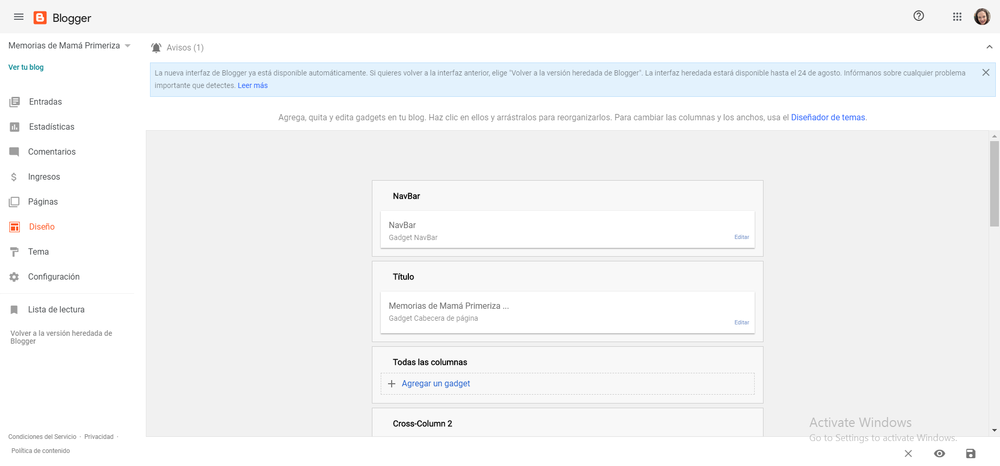 Blogger
Memorias de Mamá Primeriza
Ver tu blog
Entradas
Estadísticas
Comentarios
Ingresos
Páginas
Diseño
Tema
Configuración
Lista de lectura
Volver a la versión heredada de
Blogger
Condiciones del Servicio · Privacidad ·
Política de contenido
Avisos (1)
La nueva interfaz de Blogger ya está disponible automáticamente. Si quieres volver a la interfaz anterior, elige "Volver a la versión heredada de Blogger". La interfaz heredada estará disponible hasta el 24 de agosto. Infórmanos sobre cualquier problema
importante que detectes. Leer más
Agrega, quita y edita gadgets en tu blog. Haz clic en ellos y arrástralos para reorganizarlos. Para cambiar las columnas y los anchos, usa el Diseñador de temas.
NavBar
NavBar
Gadget NavBar
Editar
Título
Memorias de Mamá Primeriza ...
Gadget Cabecera de página
Editar
Todas las columnas
Agregar un gadget
Cross-Column 2
Activate Windows
Go to Settings to activate Windows.